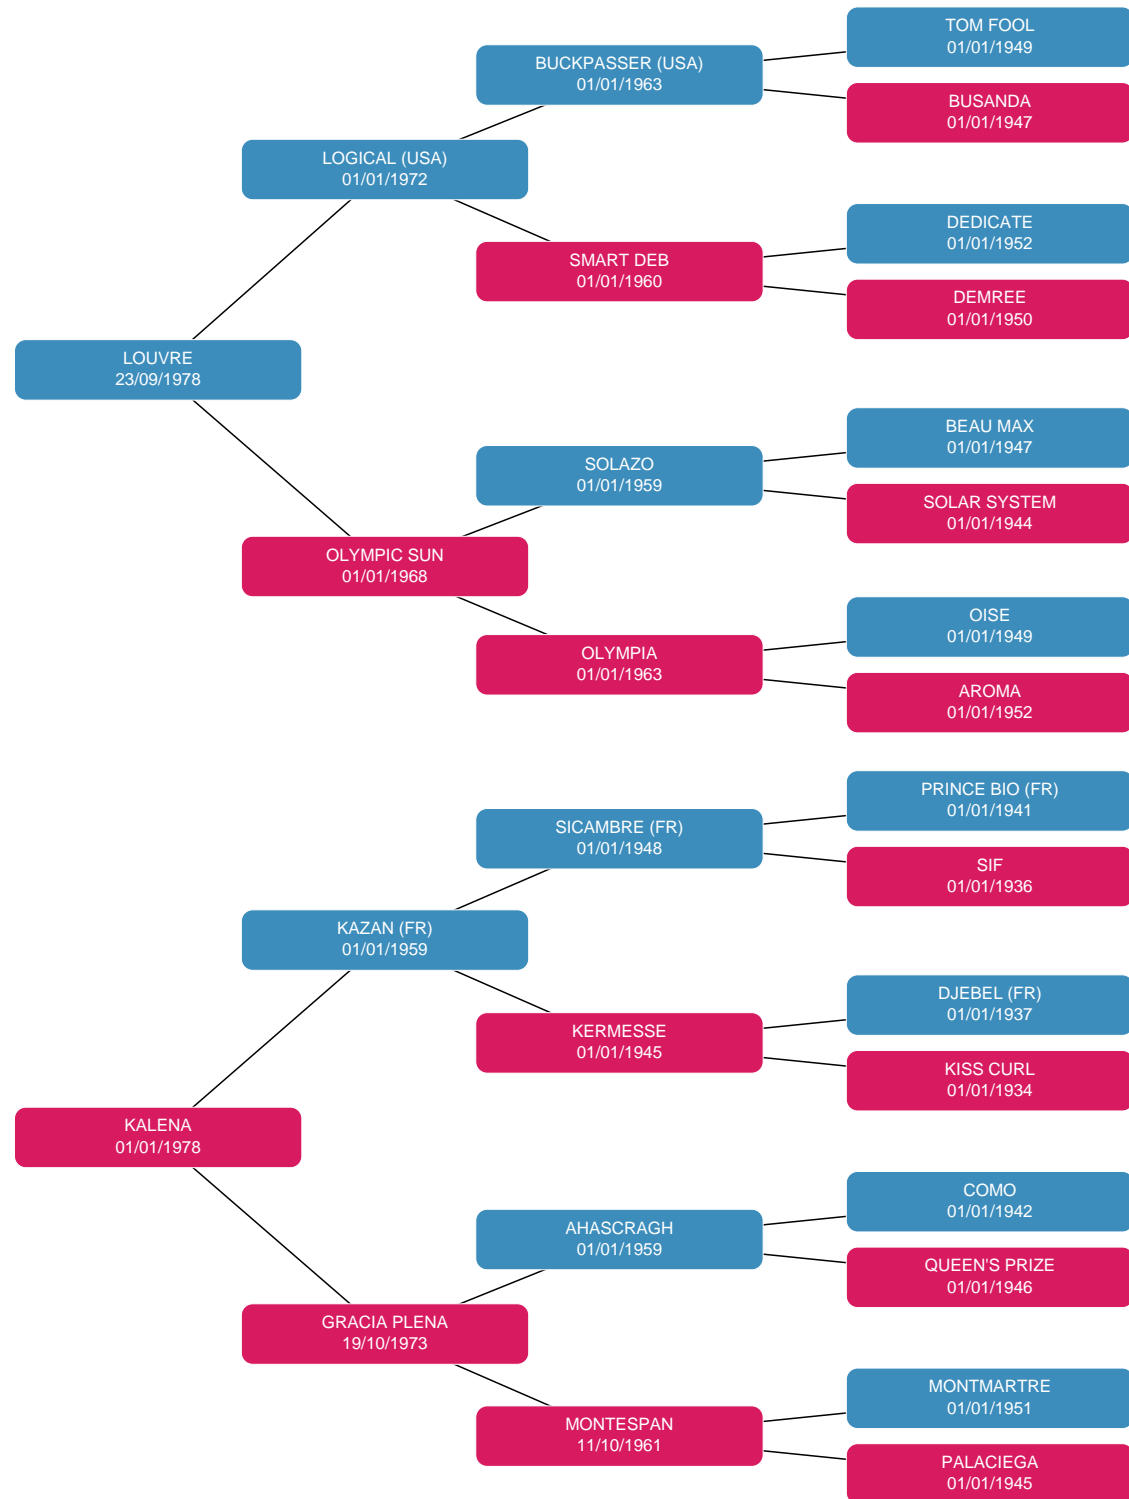 TOM FOOL
01/01/1949
BUCKPASSER (USA)
01/01/1963
BUSANDA
01/01/1947
LOGICAL (USA)
01/01/1972
DEDICATE
01/01/1952
SMART DEB
01/01/1960
DEMREE
01/01/1950
LOUVRE
23/09/1978
BEAU MAX
01/01/1947
SOLAZO
01/01/1959
SOLAR SYSTEM
01/01/1944
OLYMPIC SUN
01/01/1968
OISE
01/01/1949
OLYMPIA
01/01/1963
AROMA
01/01/1952
PRINCE BIO (FR)
01/01/1941
SICAMBRE (FR)
01/01/1948
SIF
01/01/1936
KAZAN (FR)
01/01/1959
DJEBEL (FR)
01/01/1937
KERMESSE
01/01/1945
KISS CURL
01/01/1934
KALENA
01/01/1978
COMO
01/01/1942
AHASCRAGH
01/01/1959
QUEEN'S PRIZE
01/01/1946
GRACIA PLENA
19/10/1973
MONTMARTRE
01/01/1951
MONTESPAN
11/10/1961
PALACIEGA
01/01/1945